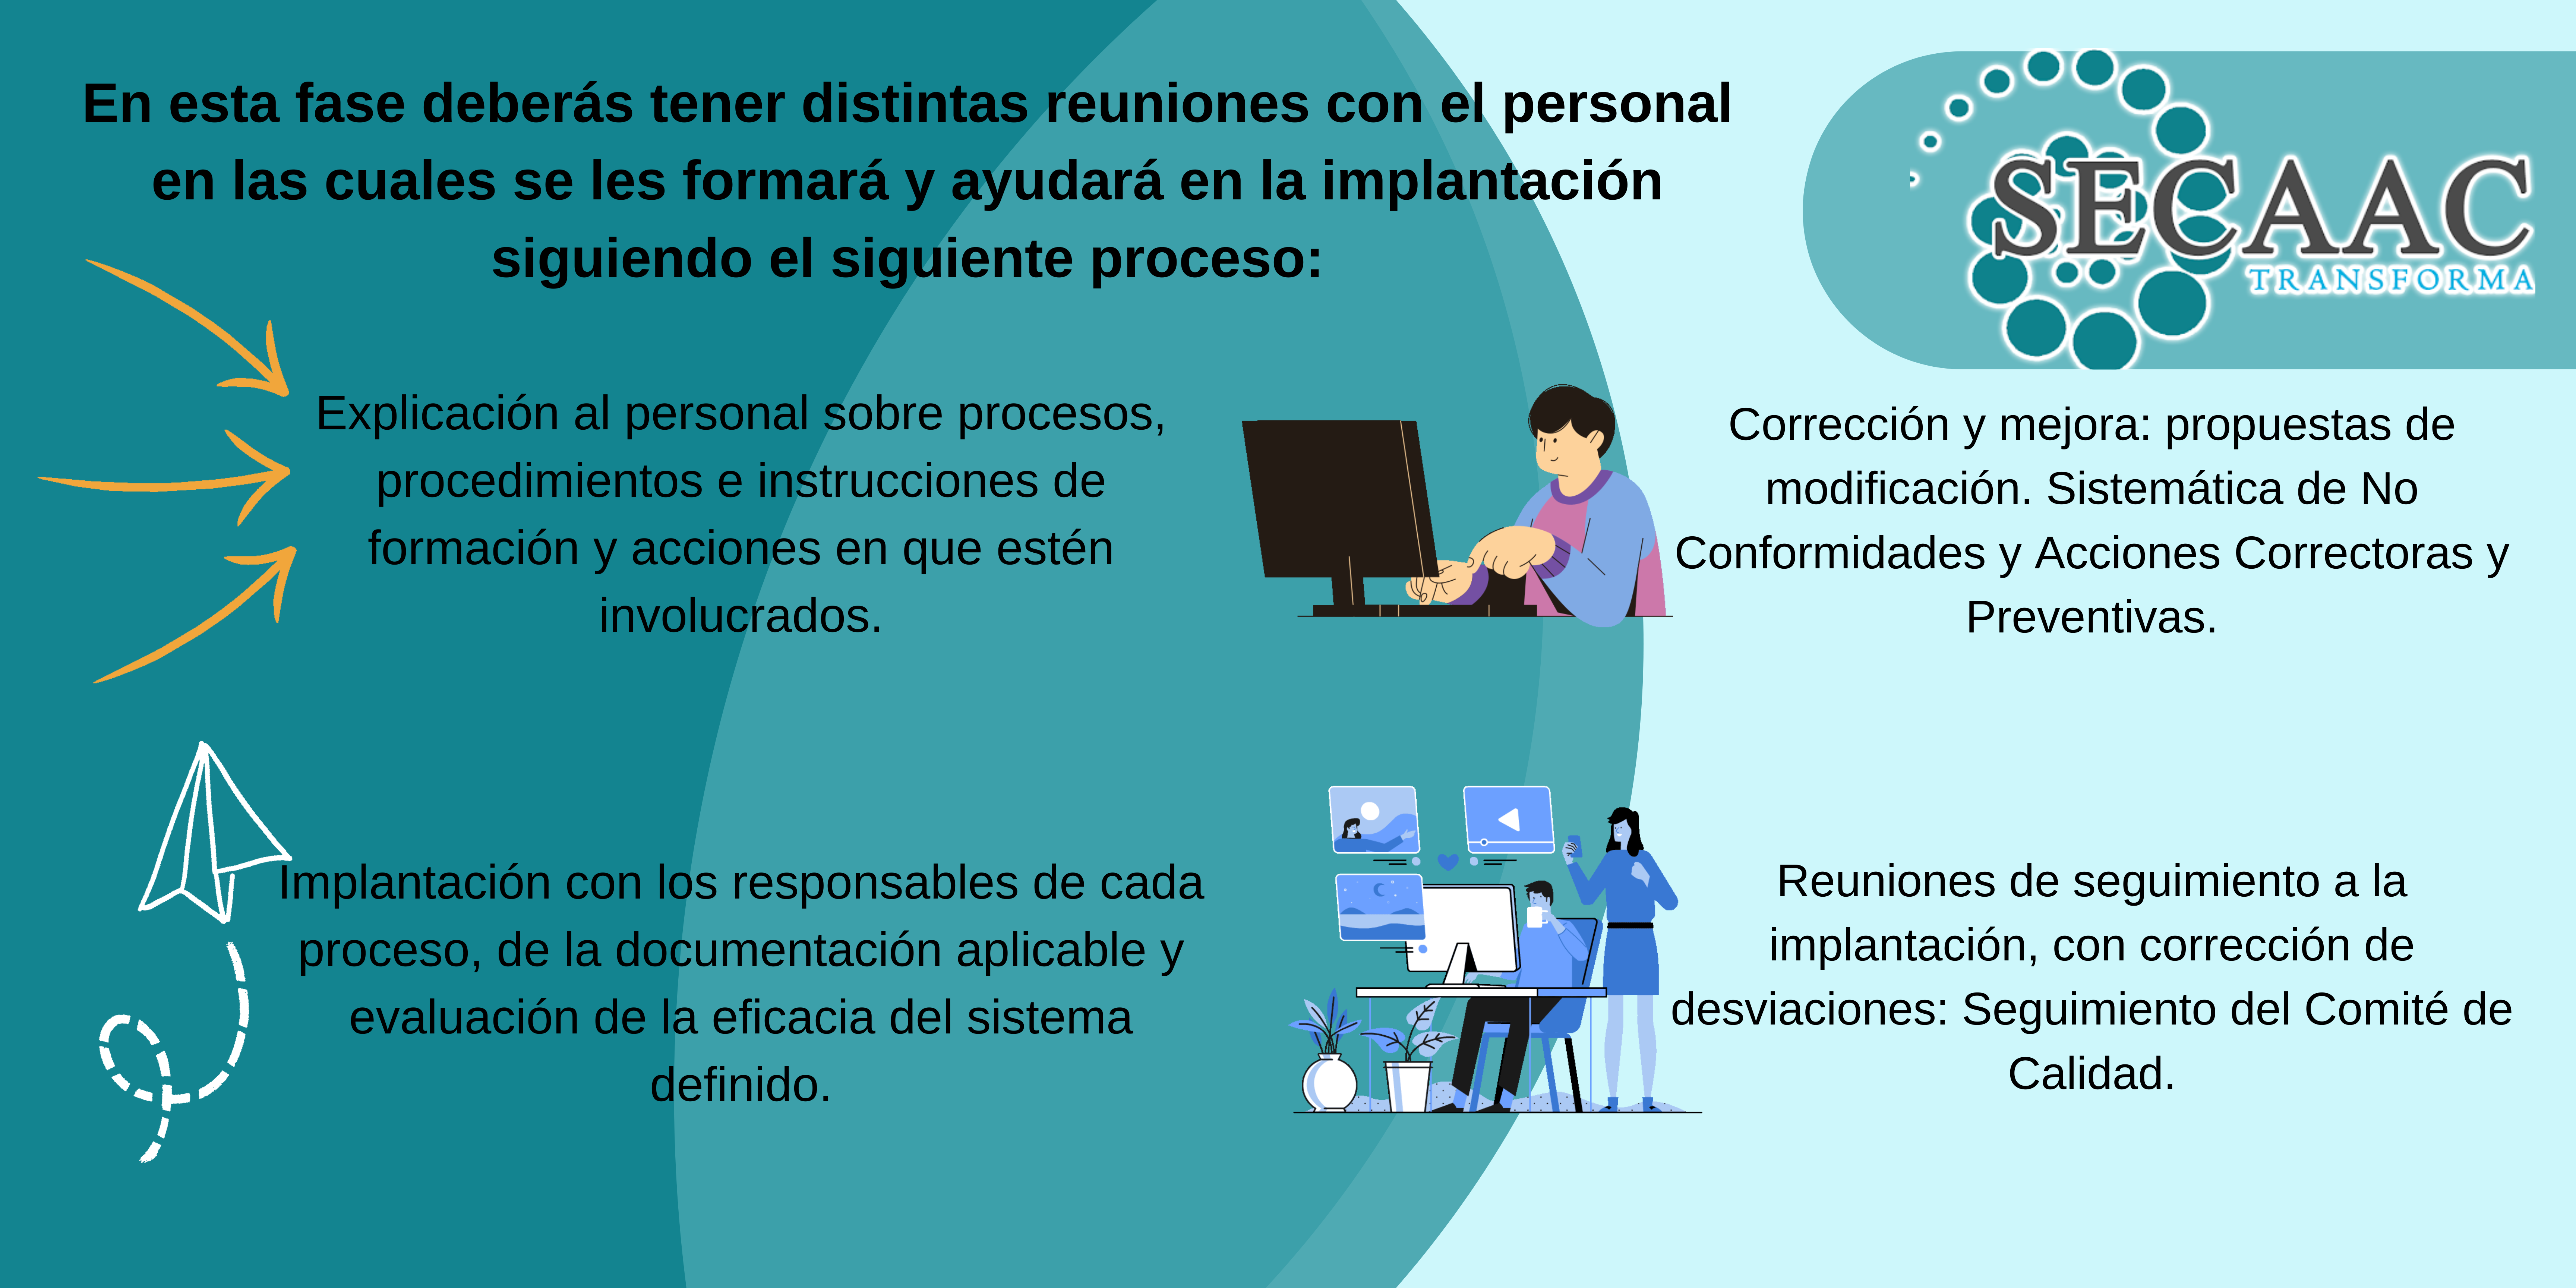 En esta fase deberás tener distintas reuniones con el personal
en las cuales se les formará y ayudará en la implantación
siguiendo el siguiente proceso:
SECAAC
TRANSFORMA
Explicación al personal sobre procesos,
procedimientos e instrucciones de
formación y acciones en que estén
involucrados.
Corrección y mejora: propuestas de
modificación. Sistemática de No
Conformidades y Acciones Correctoras y
Preventivas.
Implantación con los responsables de cada
proceso, de la documentación aplicable y
evaluación de la eficacia del sistema
definido.
Reuniones de seguimiento a la
implantación, con corrección de
desviaciones: Seguimiento del Comité de
Calidad.